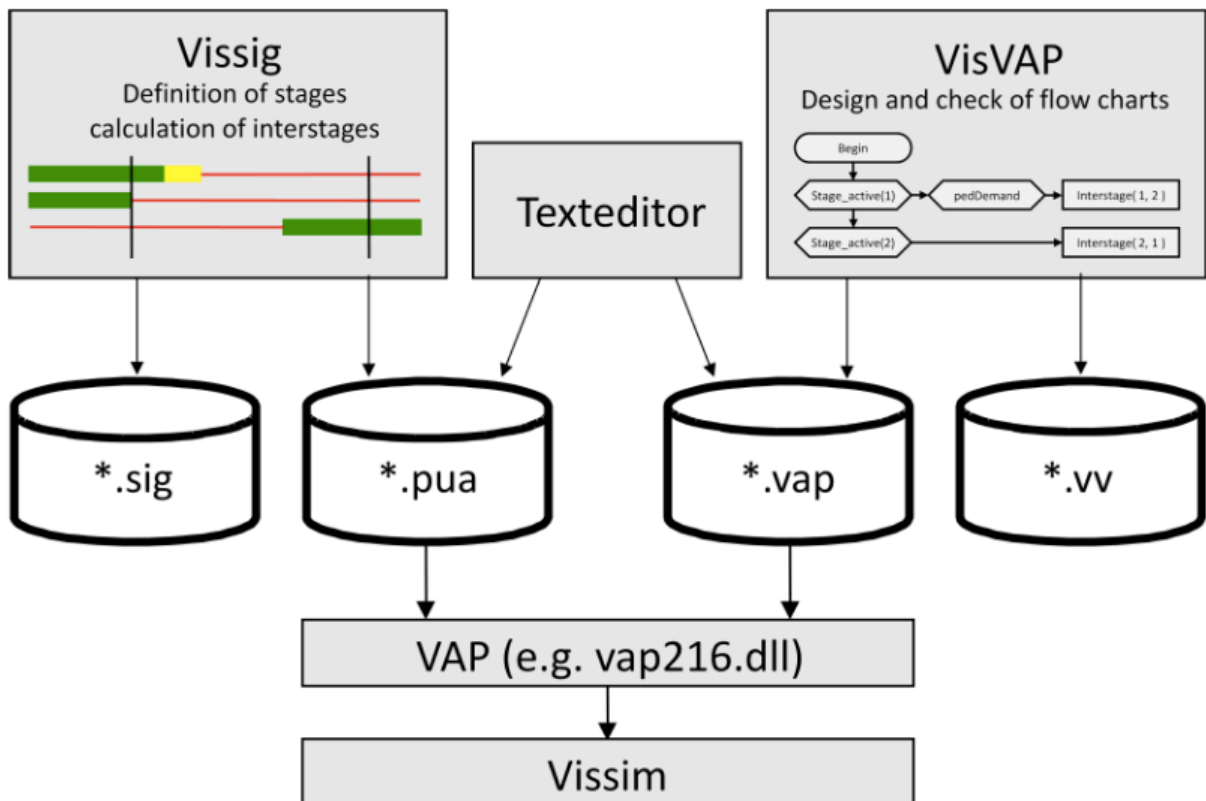 Vissig
Definition of stages
calculation of interstages
Texteditor
VisVAP
Design and check of flow charts
Begin
Stage_active(1)
pedDemand
Interstage( 1, 2 )
Stage_active(2)
Interstage( 2, 1 )
*.sig
*.pua
*.vap
*.vv
VAP (e.g. vap216.dll)
Vissim